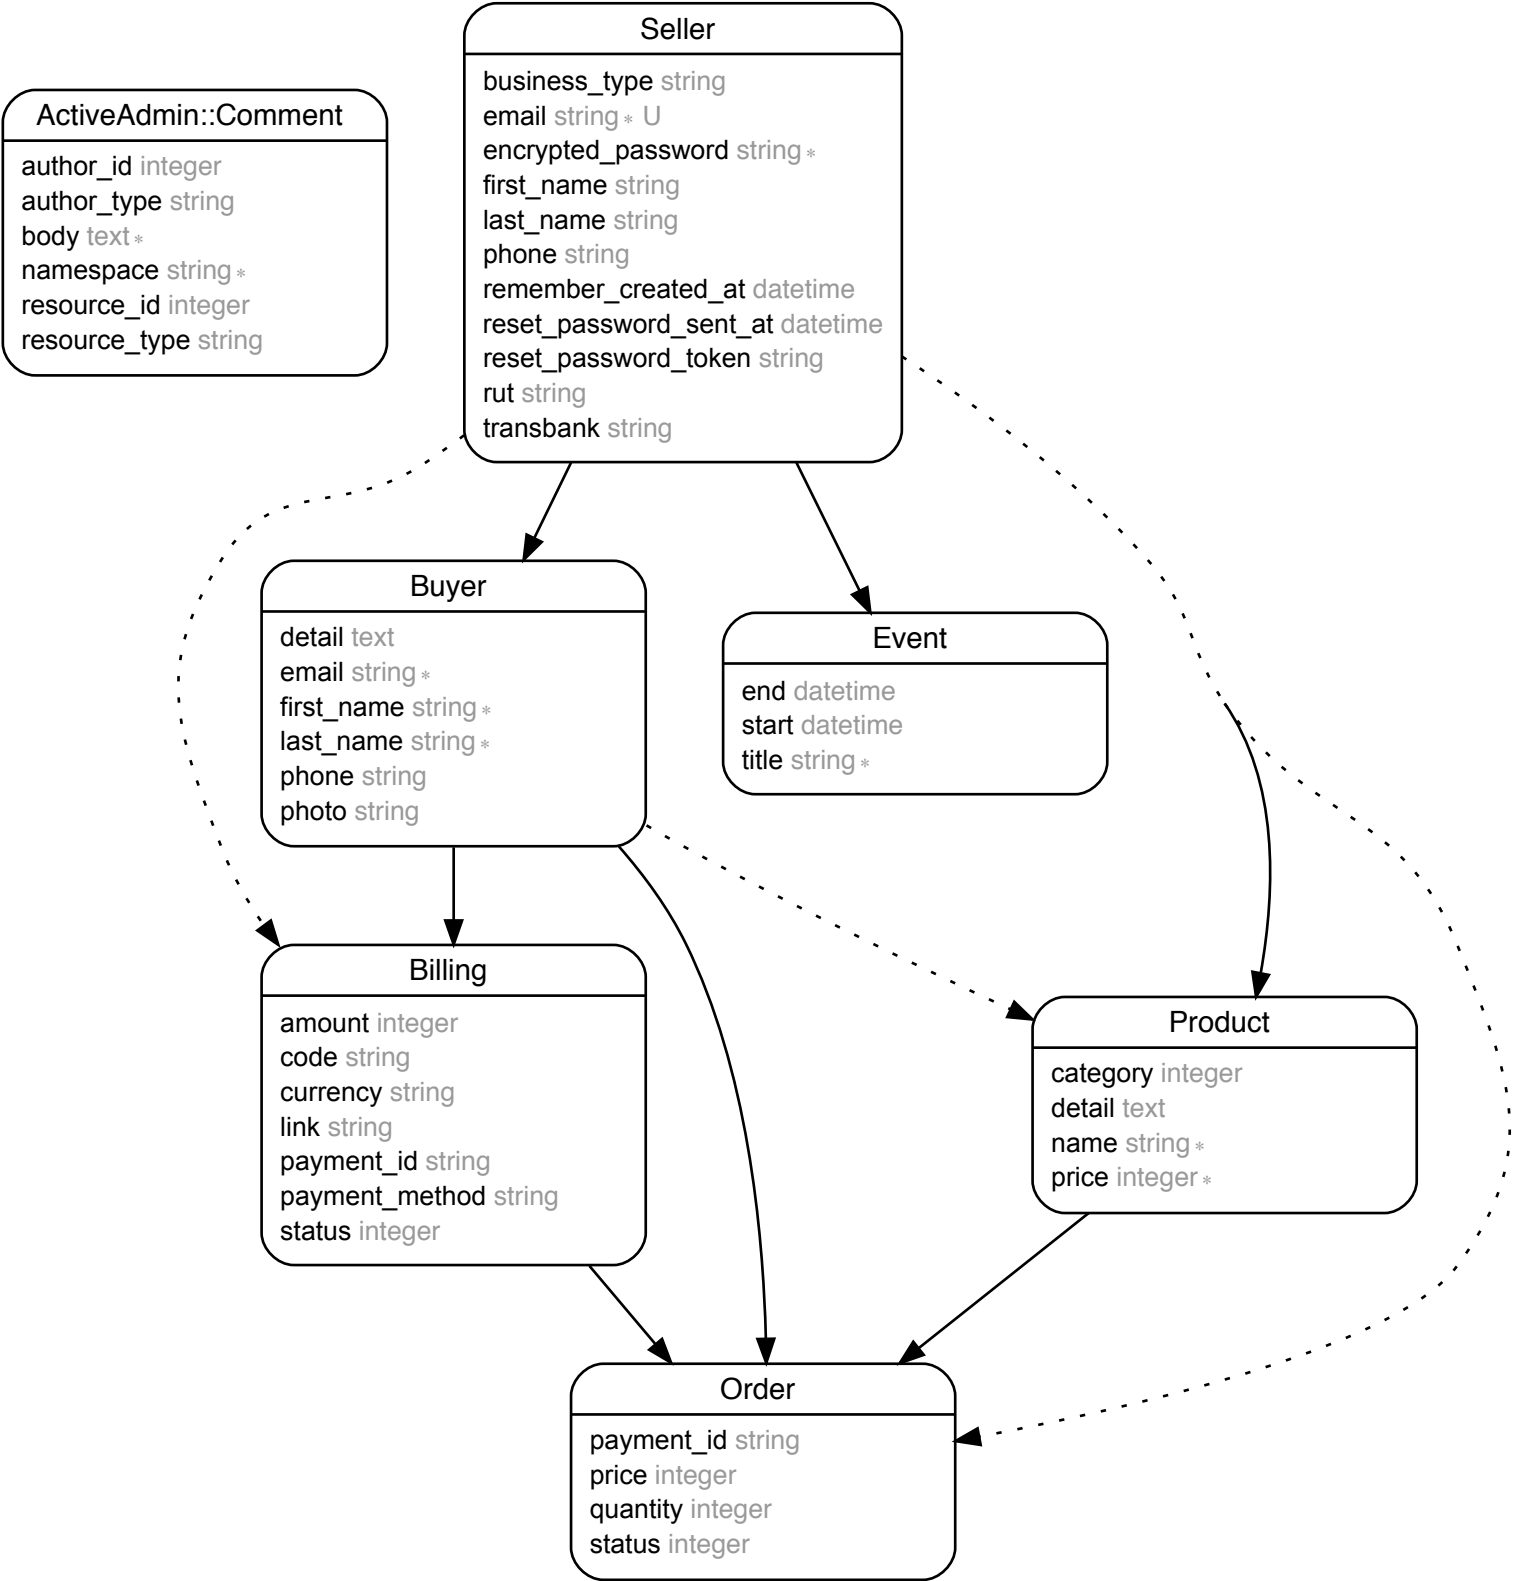 Seller
business_type string
email string* U
encrypted_password string*
first_name string
last_name string
phone string
remember_created_at datetime
reset_password_sent_at datetime
reset_password_token string
rut string
transbank string
ActiveAdmin::Comment
author_id integer
author_type string
body text*
namespace string*
resource_id integer
resource_type string
Buyer
detail text
email string*
first_name string*
last_name string*
phone string
photo string
Event
end datetime
start datetime
title string*
Billing
amount integer
code string
currency string
link string
payment_id string
payment_method string
status integer
Product
category integer
detail text
name string*
price integer*
Order
payment_id string
price integer
quantity integer
status integer